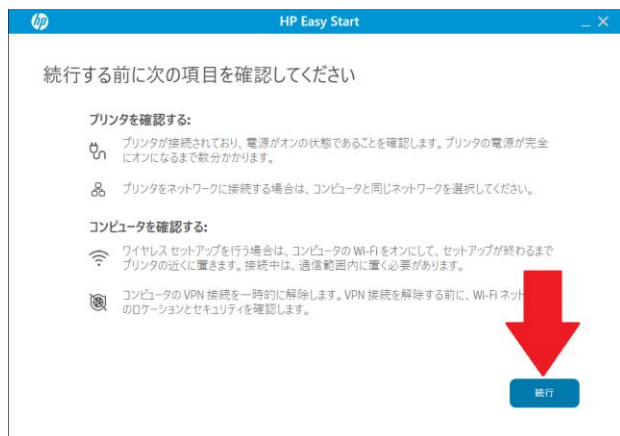 hp
HP Easy Start
続行する前に次の項目を確認してください
プリンタを確認する:
プリンタが接続されており、電源がオンの状態であることを確認します。プリンタの電源が完全
にオンになるまで数分かかります。
プリンタをネットワークに接続する場合は、コンピュータと同じネットワークを選択してください。
コンピュータを確認する:
ワイヤレス セットアップを行う場合は、コンピュータの Wi-Fi をオンにして、セットアップが終わるまで
プリンタの近くに置きます。接続中は、通信範囲内に置く必要があります。
コンピュータの VPN 接続を一時的に解除します。VPN 接続を解除する前に、Wi-Fi ネット
のロケーションとセキュリティを確認します。
続行